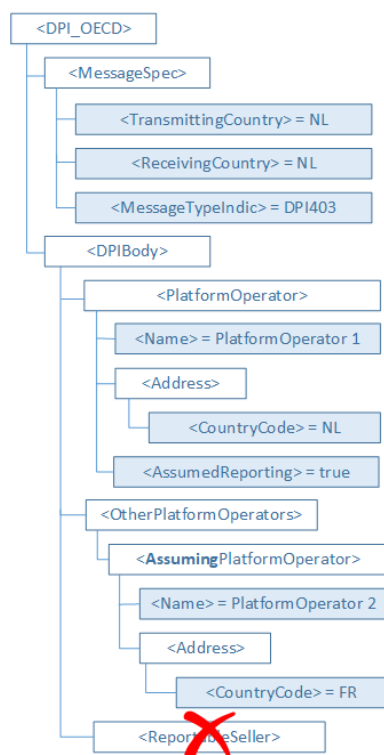 <DPI_OECD>
<MessageSpec>
<TransmittingCountry> = NL
<ReceivingCountry> = NL
<MessageTypeIndic> = DPI403
<DPIBody>
<PlatformOperator>
<Name> = PlatformOperator 1
<Address>
<CountryCode> = NL
<AssumedReporting> = true
<OtherPlatformOperators>
<AssumingPlatformOperator>
<Name> = PlatformOperator 2
<Address>
<CountryCode> = FR
<ReportableSeller>